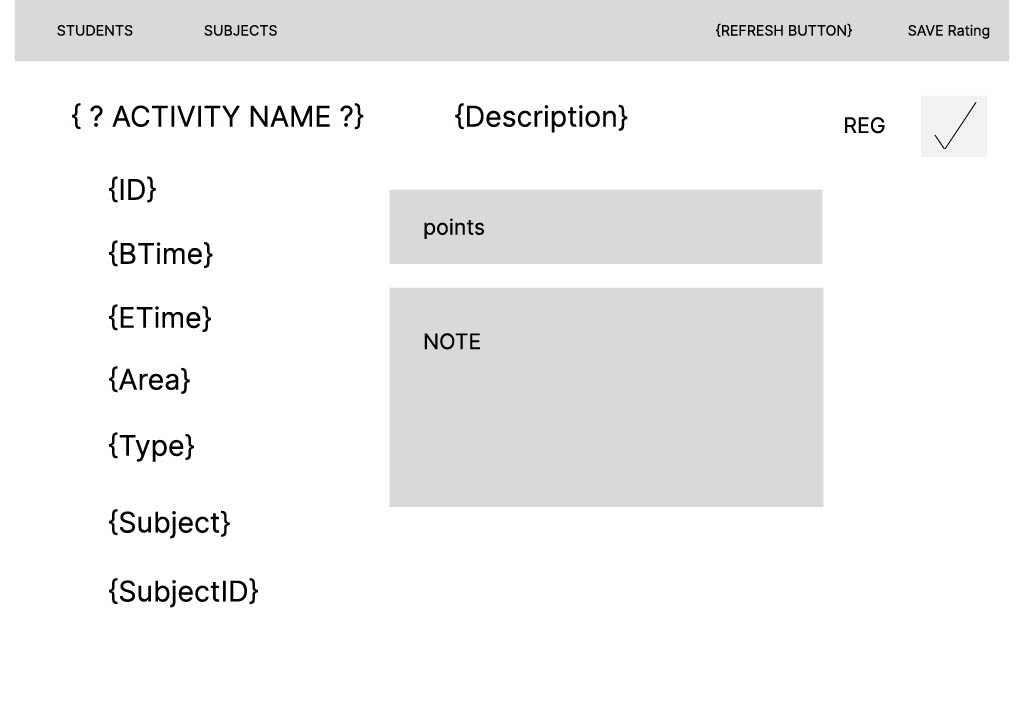 STUDENTS SUBJECTS {REFRESH BUTTON} SAVE Rating
{ ? ACTIVITY NAME ?} {Description}
REG
{ID}
points
{BTime}
{ETime}
NOTE
{Area}
{Type}
{Subject}
{SubjectID}